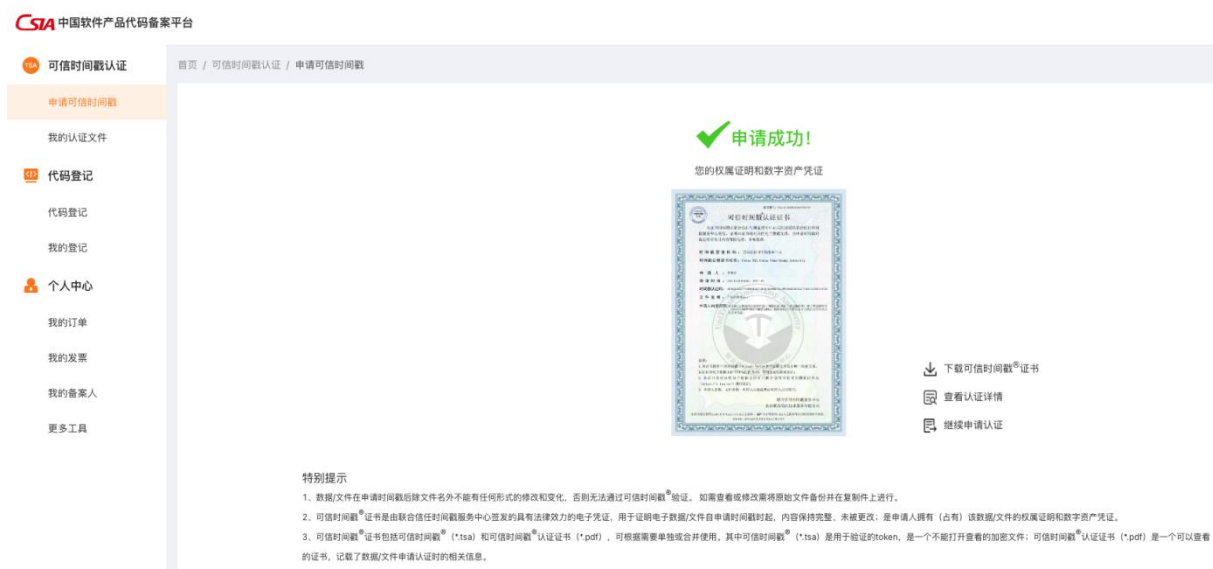 CSIA 中国软件产品代码备案平台
TSA 可信时间戳认证
首页 / 可信时间戳认证 / 申请可信时间戳
申请可信时间戳
我的认证文件
代码登记
代码登记
我的登记
个人中心
我的订单
我的发票
我的备案人
更多工具
申请成功!
您的权属证明和数字资产凭证
可信时间戳认证证书
下载可信时间戳®证书
查看认证详情
继续申请认证
特别提示
1、数据/文件在申请时间戳后除文件名外不能有任何形式的修改和变化，否则无法通过可信时间戳®验证。如需查看或修改需将原始文件备份并在复制件上进行。
2、可信时间戳®证书是由联合信任时间戳服务中心签发的具有法律效力的电子凭证，用于证明电子数据/文件自申请时间戳时起，内容保持完整、未被更改；是申请人拥有（占有）该数据/文件的权属证明和数字资产凭证。
3、可信时间戳®证书包括可信时间戳®（*.tsa）和可信时间戳®认证证书（*.pdf），可根据需要单独或合并使用。其中可信时间戳®（*.tsa）是用于验证的token，是一个不能打开查看的加密文件；可信时间戳®认证证书（*.pdf）是一个可以查看
的证书，记载了数据/文件申请认证时的相关信息。